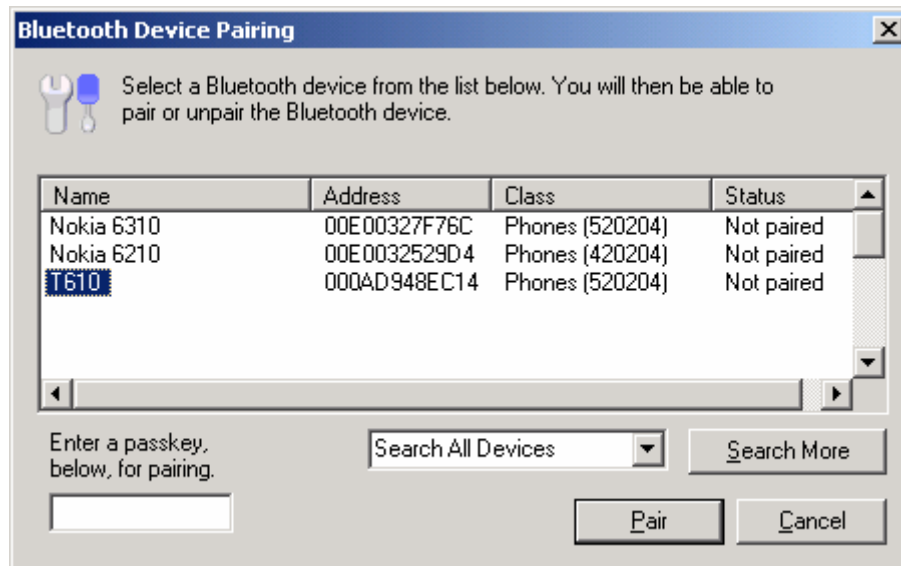 Bluetooth Device Pairing
Select a Bluetooth device from the list below. You will then be able to
pair or unpair the Bluetooth device.
Name Address Class Status
Nokia 6310 00E00327F76C Phones (520204) Not paired
Nokia 6210 00E0032529D4 Phones (420204) Not paired
T610 000AD948EC14 Phones (520204) Not paired
Enter a passkey,
below, for pairing.
Search All Devices
Search More
Pair
Cancel